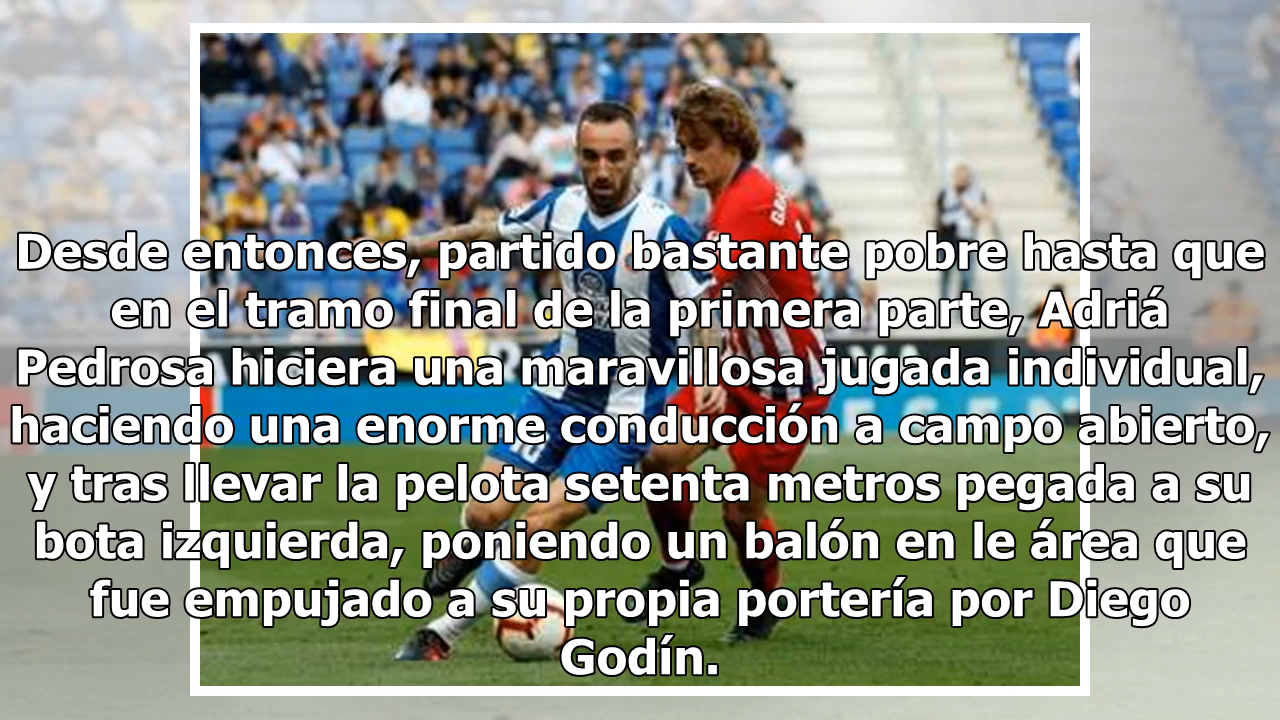 Desde entonces, partido bastante pobre hasta que
en el tramo final de la primera parte, Adriá
Pedrosa hiciera una maravillosa jugada individual,
haciendo una enorme conducción a campo abierto,
y tras llevar la pelota setenta metros pegada a su
bota izquierda, poniendo un balón en le área que
fue empujado a su propia portería por Diego
Godín.